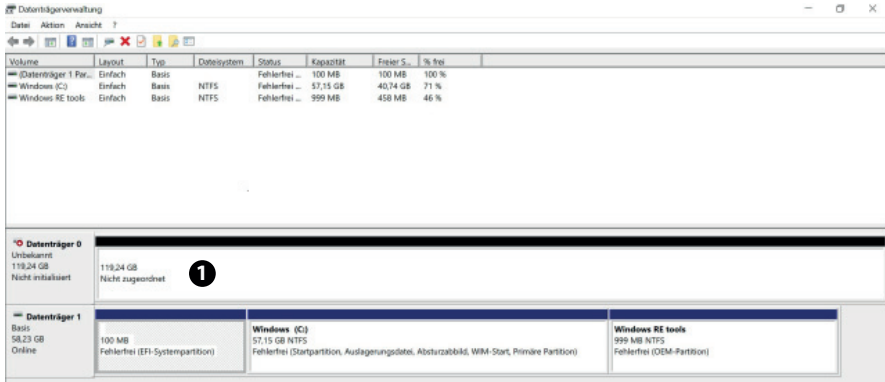 Datenträgerverwaltung
Datei Aktion Ansicht ?
Volume Layout Typ Dateisystem Status Kapazität Freier S... % frei
(Datenträger 1 Par... Einfach Basis Fehlerfrei ... 100 MB 100 MB 100 %
Windows (C:) Einfach Basis NTFS Fehlerfrei ... 57,15 GB 40,74 GB 71 %
Windows RE tools Einfach Basis NTFS Fehlerfrei ... 999 MB 458 MB 46 %
Datenträger 0
Unbekannt
119,24 GB
Nicht initialisiert
119,24 GB
Nicht zugeordnet
1
Datenträger 1
Basis
58,23 GB
Online
100 MB
Fehlerfrei (EFI-Systempartition)
Windows (C:)
57,15 GB NTFS
Fehlerfrei (Startpartition, Auslagerungsdatei, Absturzabbild, WIM-Start, Primäre Partition)
Windows RE tools
999 MB NTFS
Fehlerfrei (OEM-Partition)